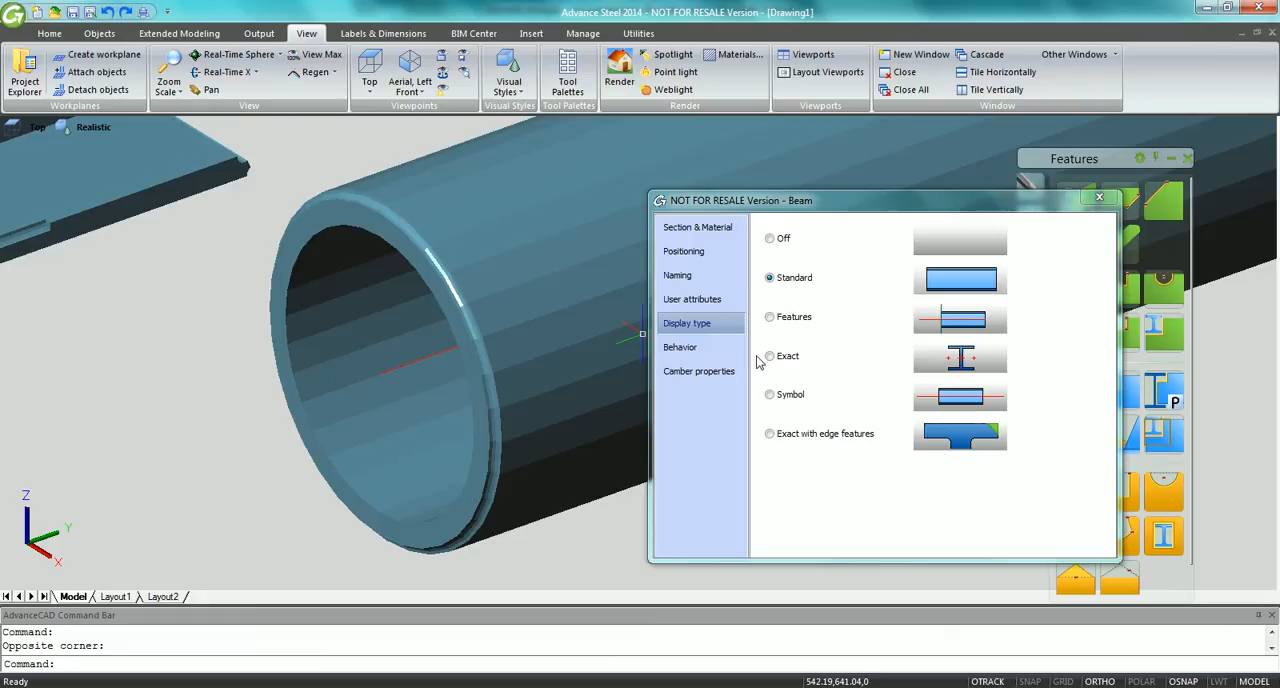 Advance Steel 2014 - NOT FOR RESALE Version - [Drawing1]
Home Objects Extended Modeling Output View Labels & Dimensions BIM Center Insert Manage Utilities
Project Explorer
Create workplane
Attach objects
Detach objects
Workplanes
Zoom Scale
Real-Time Sphere
Real-Time X
Pan
View Max
Regen
View
Top
Aerial, Left Front
Viewpoints
Visual Styles
Visual Styles
Tool Palettes
Tool Palettes
Render
Spotlight
Point light
Weblight
Materials...
Render
Viewports
Layout Viewports
Viewports
New Window
Close
Close All
Cascade
Tile Horizontally
Tile Vertically
Other Windows
Window
Top Realistic
Features
NOT FOR RESALE Version - Beam
Section & Material
Positioning
Naming
User attributes
Display type
Behavior
Camber properties
Off
Standard
Features
Exact
Symbol
Exact with edge features
P
Z
Y
X
Model Layout1 Layout2
AdvanceCAD Command Bar
Command:
Opposite corner:
Command:
Ready 542.19,641.04,0 OTRACK SNAP GRID ORTHO POLAR OSNAP LWT MODEL